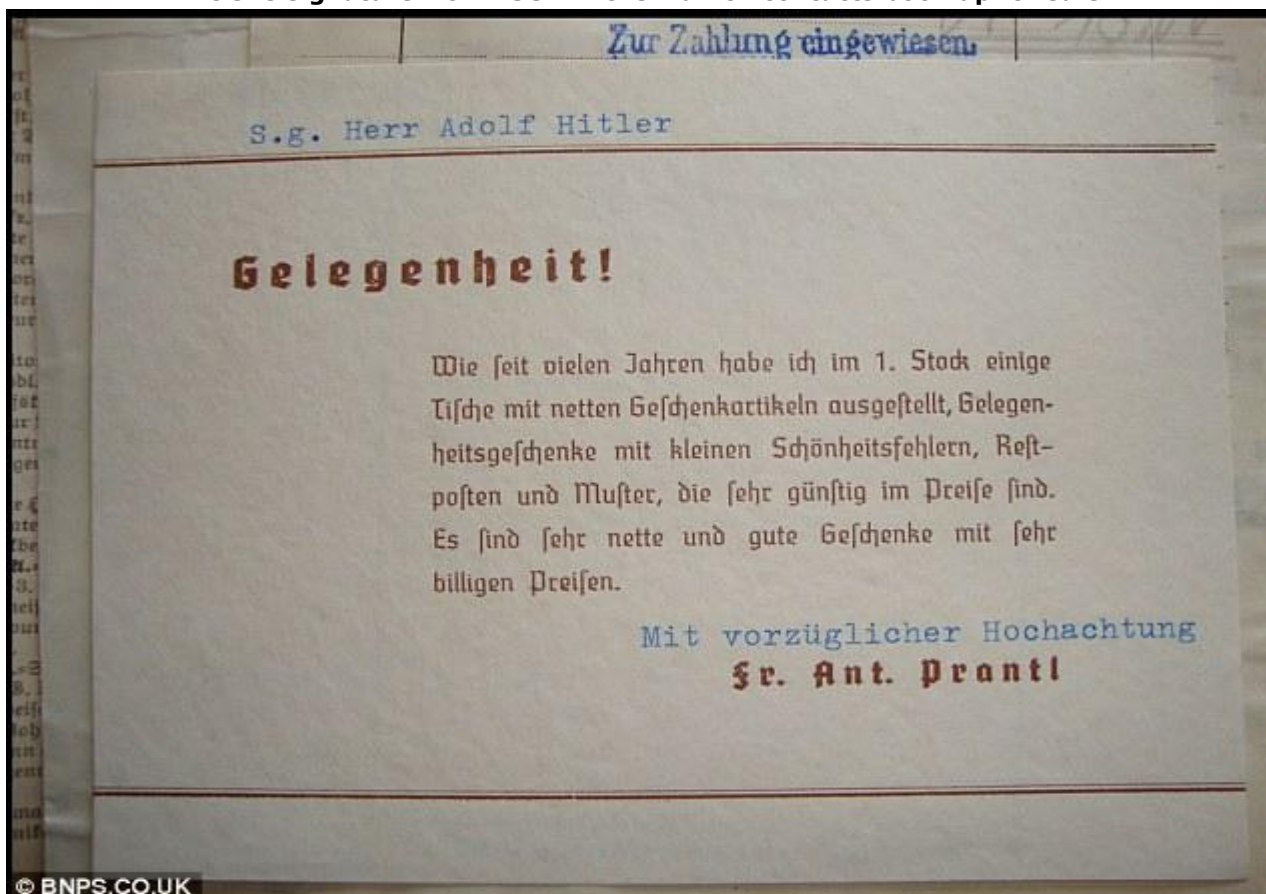 Zur Zahlung eingewiesen.
S.g. Herr Adolf Hitler
Gelegenheit!
Wie ſeit vielen Jahren habe ich im 1. Stock einige
Tiſche mit netten Geſchenkartikeln ausgeſtellt, Gelegen-
heitsgeſchenke mit kleinen Schönheitsfehlern, Reſt-
poſten und Muſter, die ſehr günſtig im Preiſe ſind.
Es ſind ſehr nette und gute Geſchenke mit ſehr
billigen Preiſen.
Mit vorzüglicher Hochachtung
Fr. Ant. Prantl
© BNPS.CO.UK